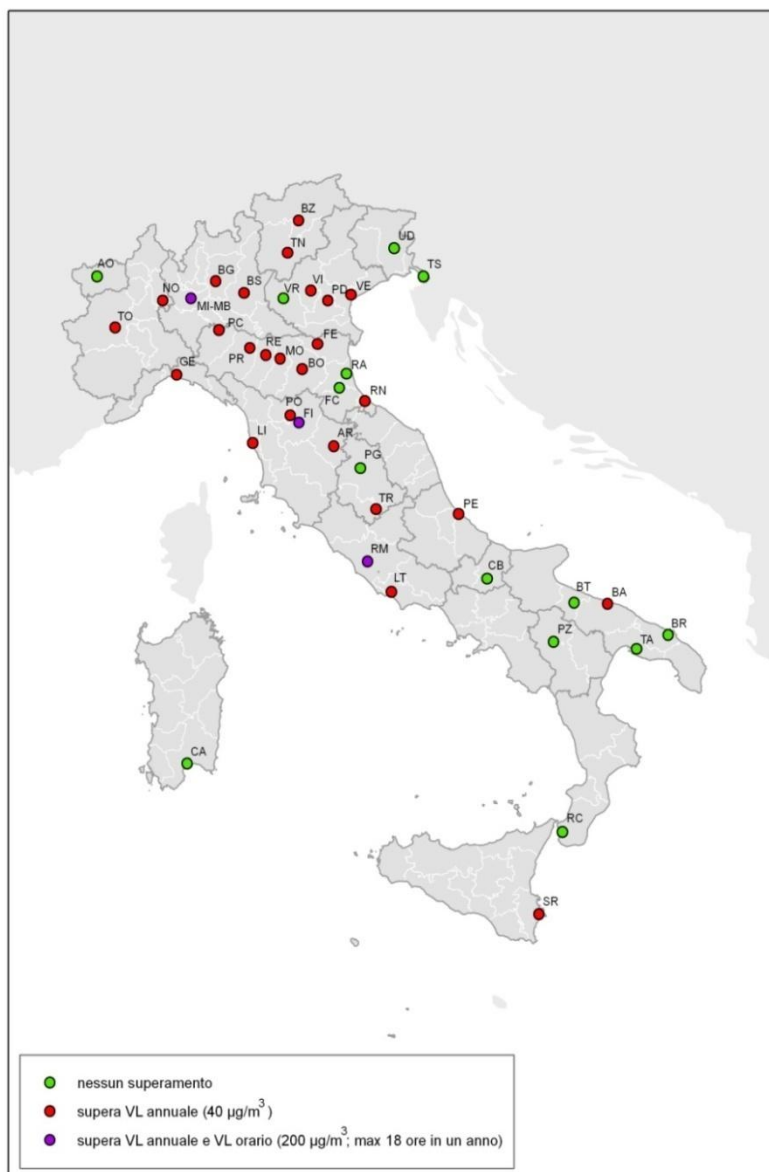 BZ
UD
TN
TS
AO
BG
BS
VI
VE
NO
VR
PD
MI-MB
TO
PC
FE
RE
MO
PR
BO
RA
GE
FC
RN
PO
FI
AR
LI
PG
TR
PE
RM
CB
LT
BT
BA
PZ
BR
TA
CA
RC
SR
nessun superamento
supera VL annuale (40 µg/m³)
supera VL annuale e VL orario (200 µg/m³; max 18 ore in un anno)